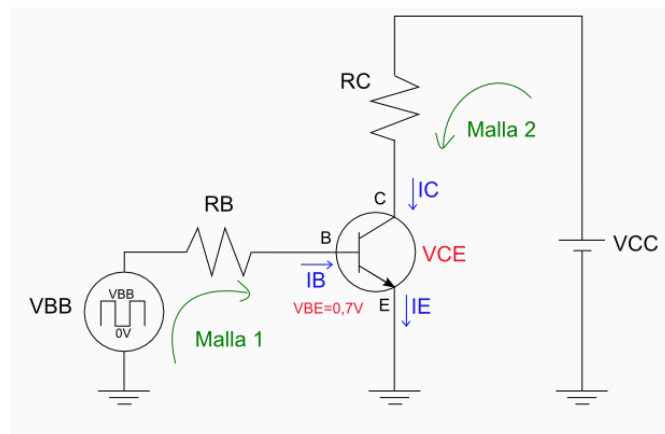 RC
Malla 2
C
IC
RB
B
VCE
VCC
IB
VBB
VBB
0V
VBE=0,7V
E
IE
Malla 1